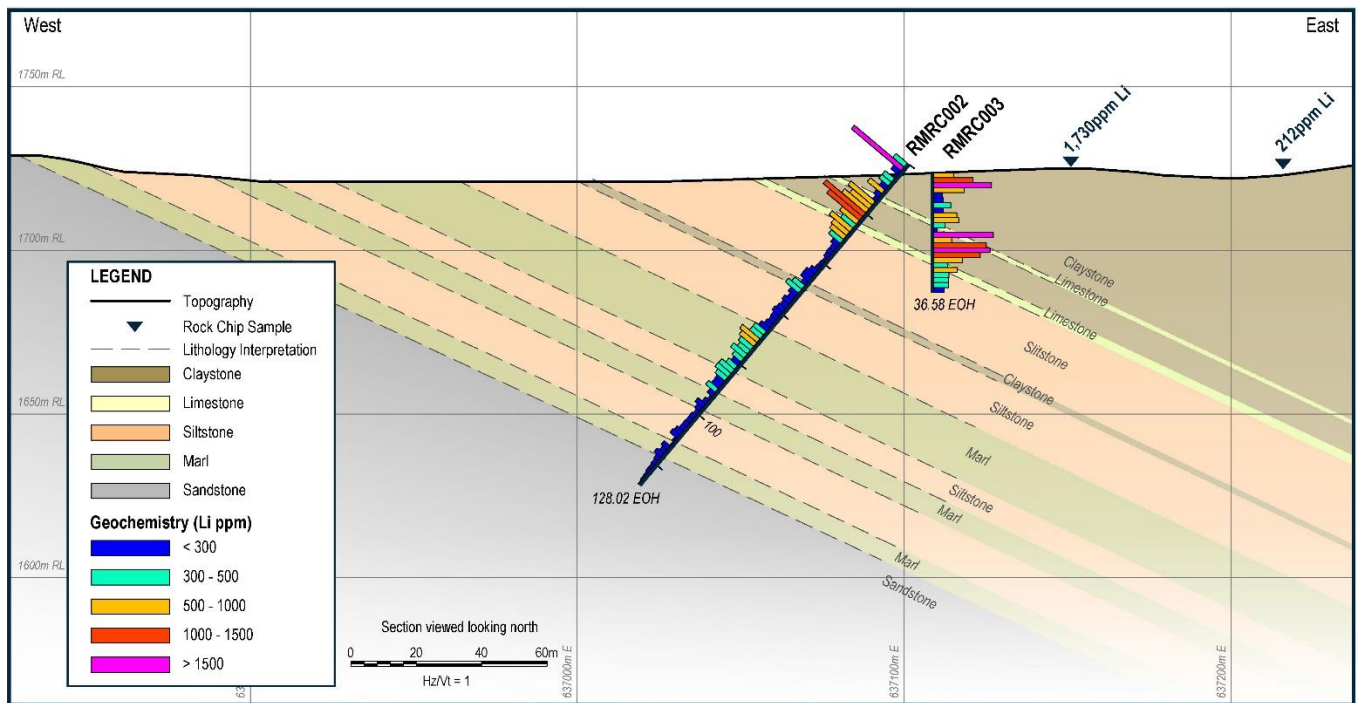 West
East
1750m RL
RMRC002
RMRC003
1,730ppm Li
212ppm Li
1700m RL
LEGEND
Topography
Rock Chip Sample
Lithology Interpretation
Claystone
Limestone
Siltstone
Marl
Sandstone
Geochemistry (Li ppm)
< 300
300 - 500
500 - 1000
1000 - 1500
> 1500
36.58 EOH
Claystone
Limestone
Limestone
Slitstone
Claystone
Siltstone
Marl
Siltstone
Marl
Marl
Sandstone
1650m RL
100
128.02 EOH
1600m RL
Section viewed looking north
0 20 40 60m
Hz/Vt = 1
637000m E
637100m E
637200m E